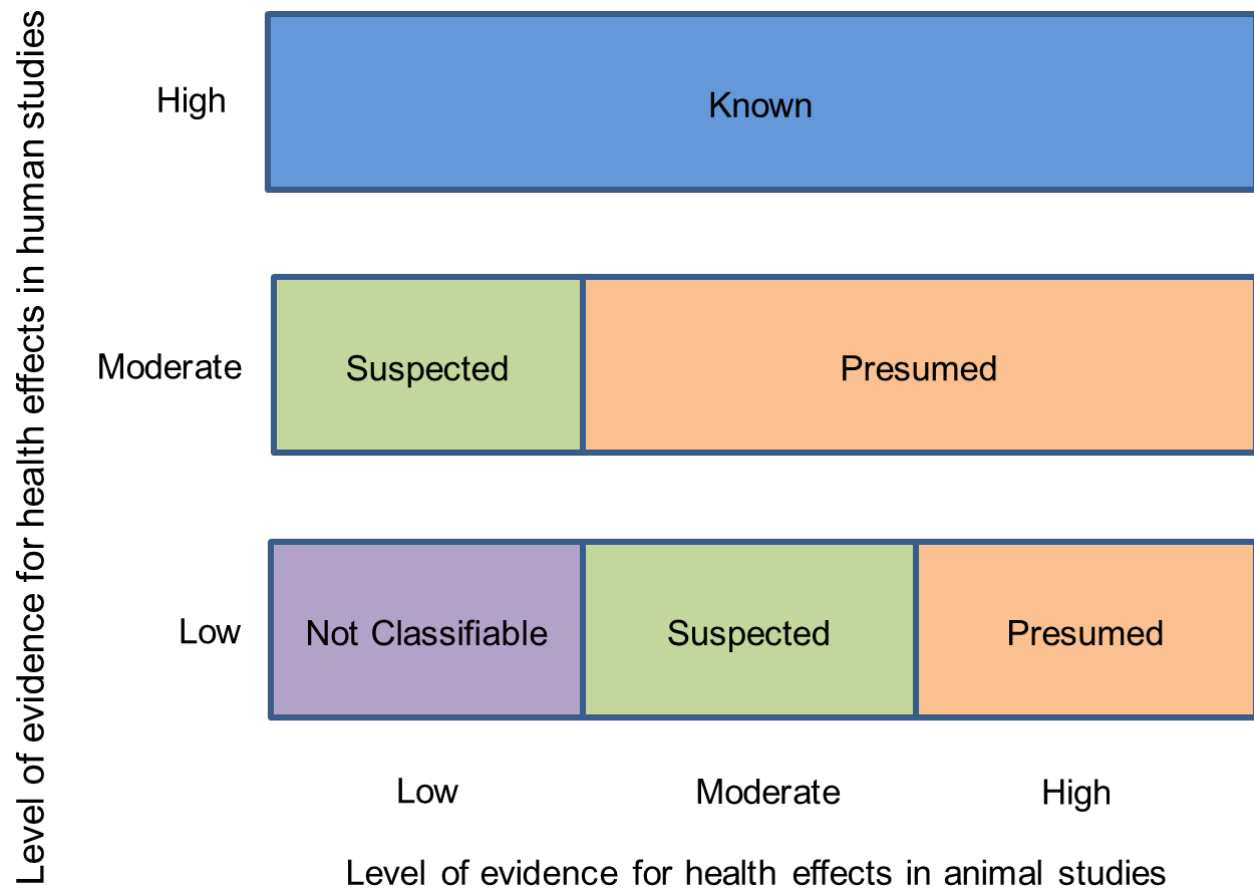 Level of evidence for health effects in human studies
High
Known
Moderate
Suspected
Presumed
Low
Not Classifiable
Suspected
Presumed
Low
Moderate
High
Level of evidence for health effects in animal studies